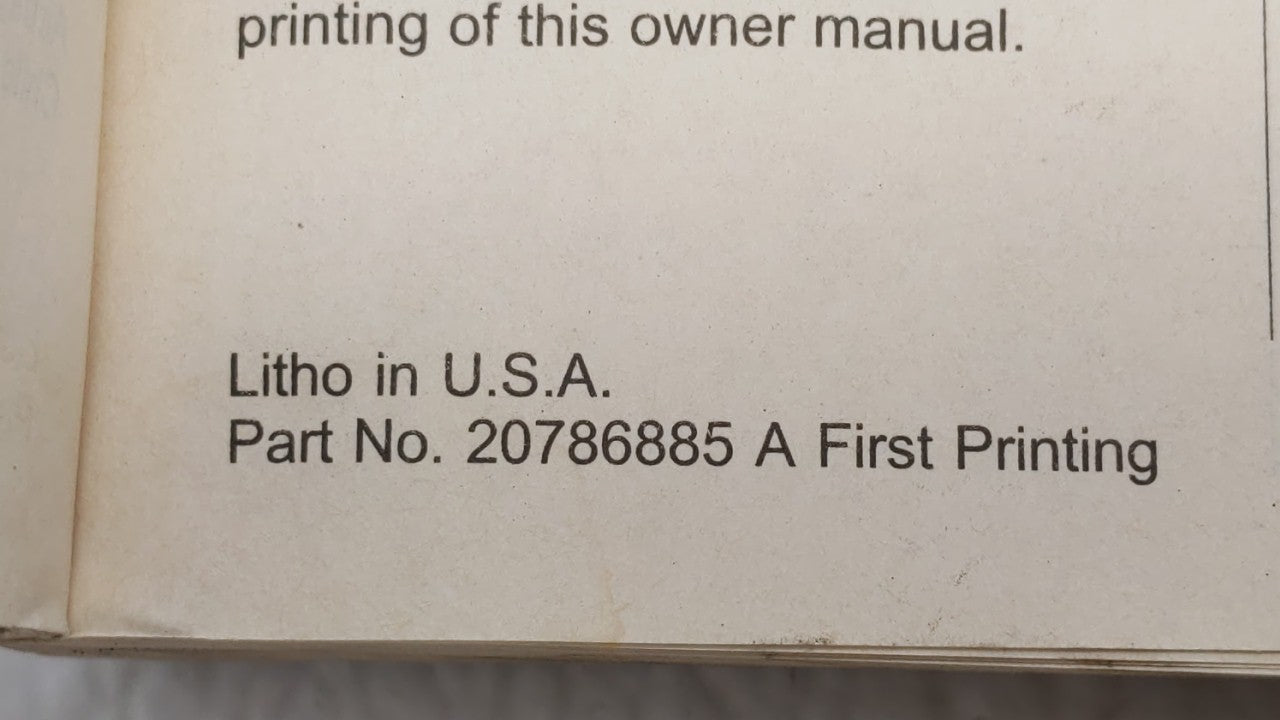 printing of this owner manual.
Litho in U.S.A.
Part No. 20786885 A First Printing